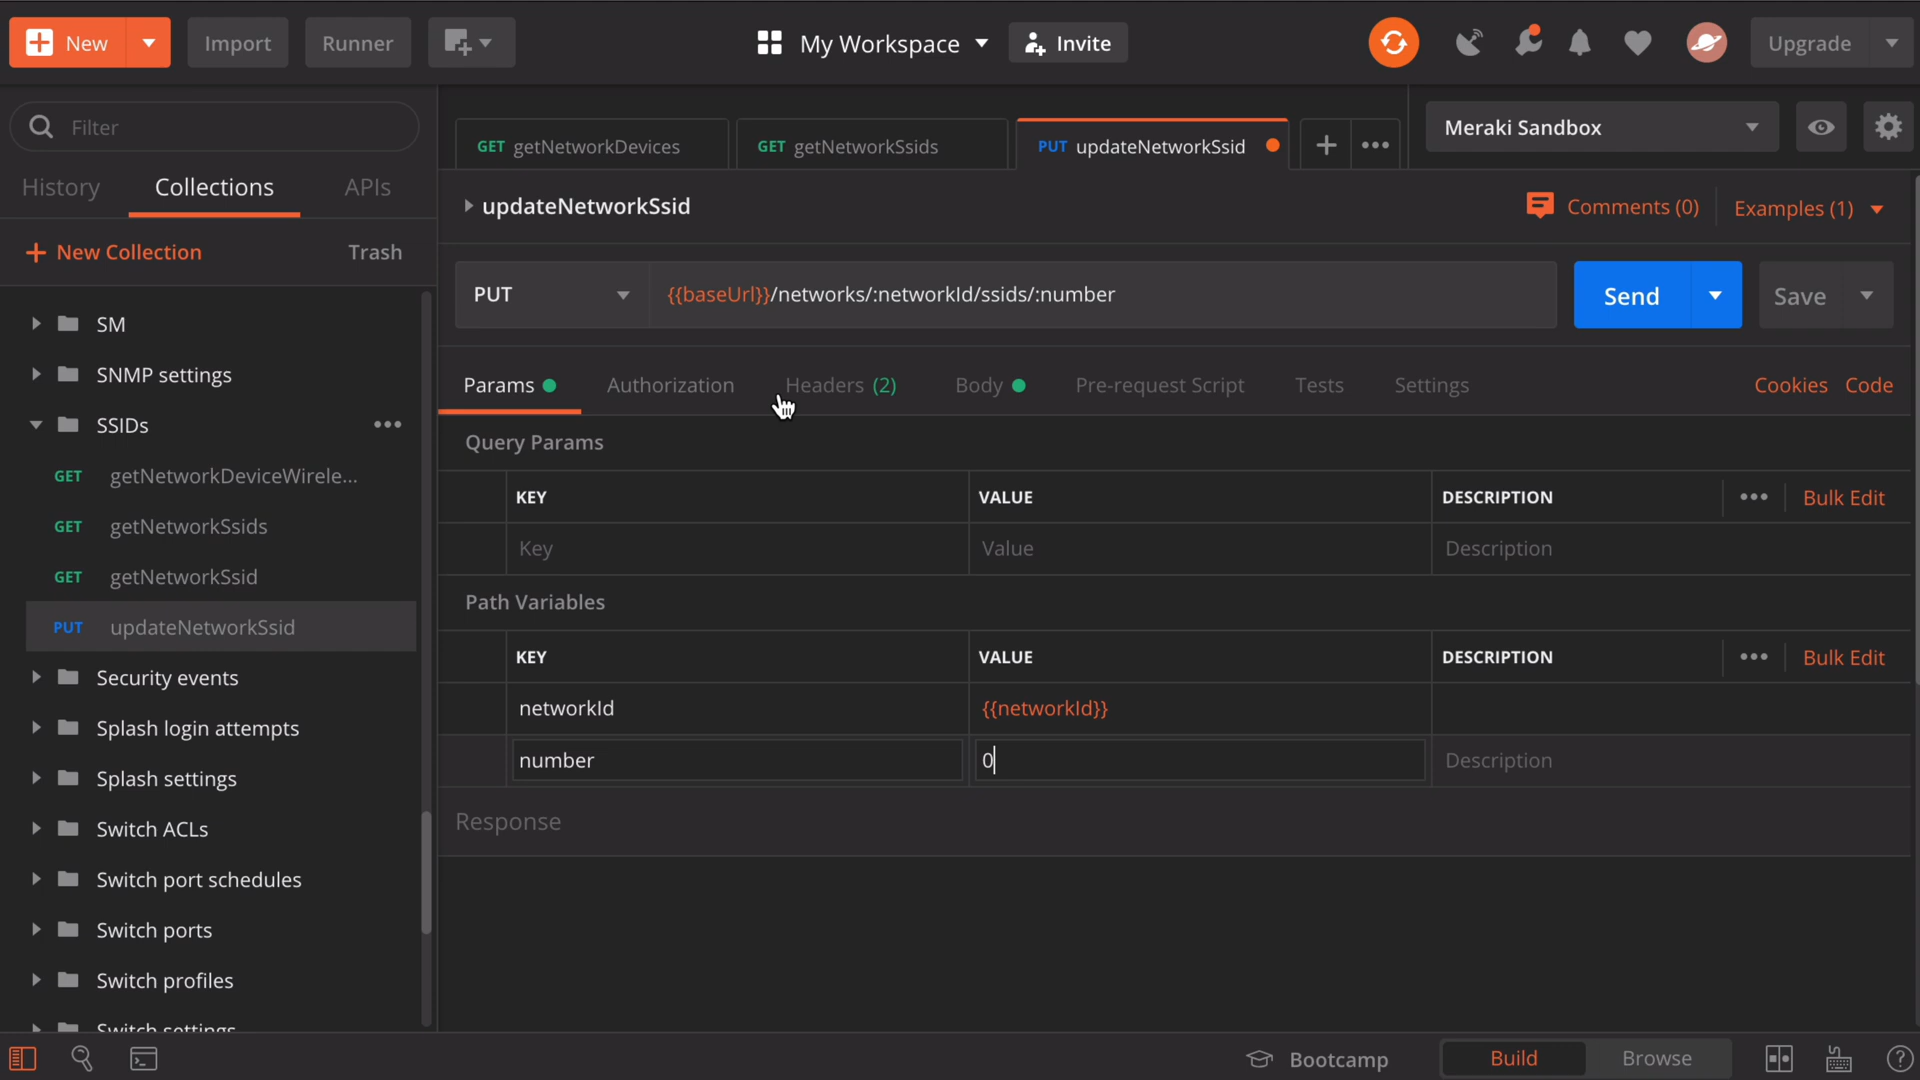 New
Import
Runner
My Workspace
Invite
Upgrade
Filter
History
Collections
APIs
New Collection
Trash
SM
SNMP settings
SSIDs
GET getNetworkDeviceWirele...
GET getNetworkSsids
GET getNetworkSsid
PUT updateNetworkSsid
Security events
Splash login attempts
Splash settings
Switch ACLs
Switch port schedules
Switch ports
Switch profiles
Switch settings
GET getNetworkDevices
GET getNetworkSsids
PUT updateNetworkSsid
Meraki Sandbox
updateNetworkSsid
Comments (0)
Examples (1)
PUT
{{baseUrl}}/networks/:networkId/ssids/:number
Send
Save
Params
Authorization
Headers (2)
Body
Pre-request Script
Tests
Settings
Cookies
Code
Query Params
KEY
VALUE
DESCRIPTION
Bulk Edit
Key
Value
Description
Path Variables
KEY
VALUE
DESCRIPTION
Bulk Edit
networkId
{{networkId}}
number
0
Description
Response
Bootcamp
Build
Browse